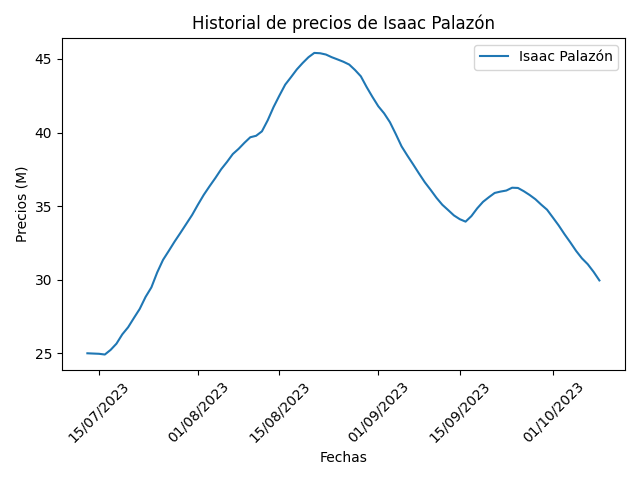 Historial de precios de Isaac Palazón
Isaac Palazón
Precios (M)
45
40
35
30
25
15/07/2023
01/08/2023
15/08/2023
01/09/2023
15/09/2023
01/10/2023
Fechas